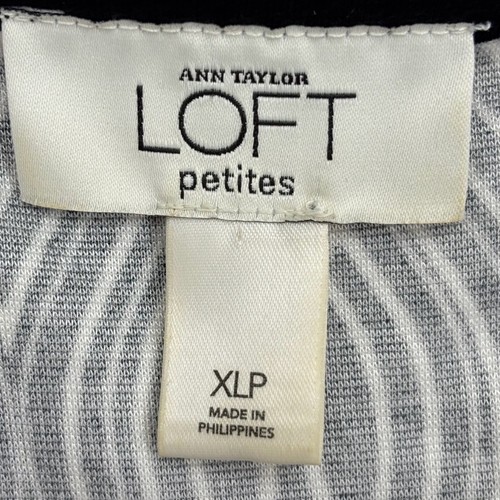 ANN TAYLOR
LOFT
petites
XLP
MADE IN
PHILIPPINES